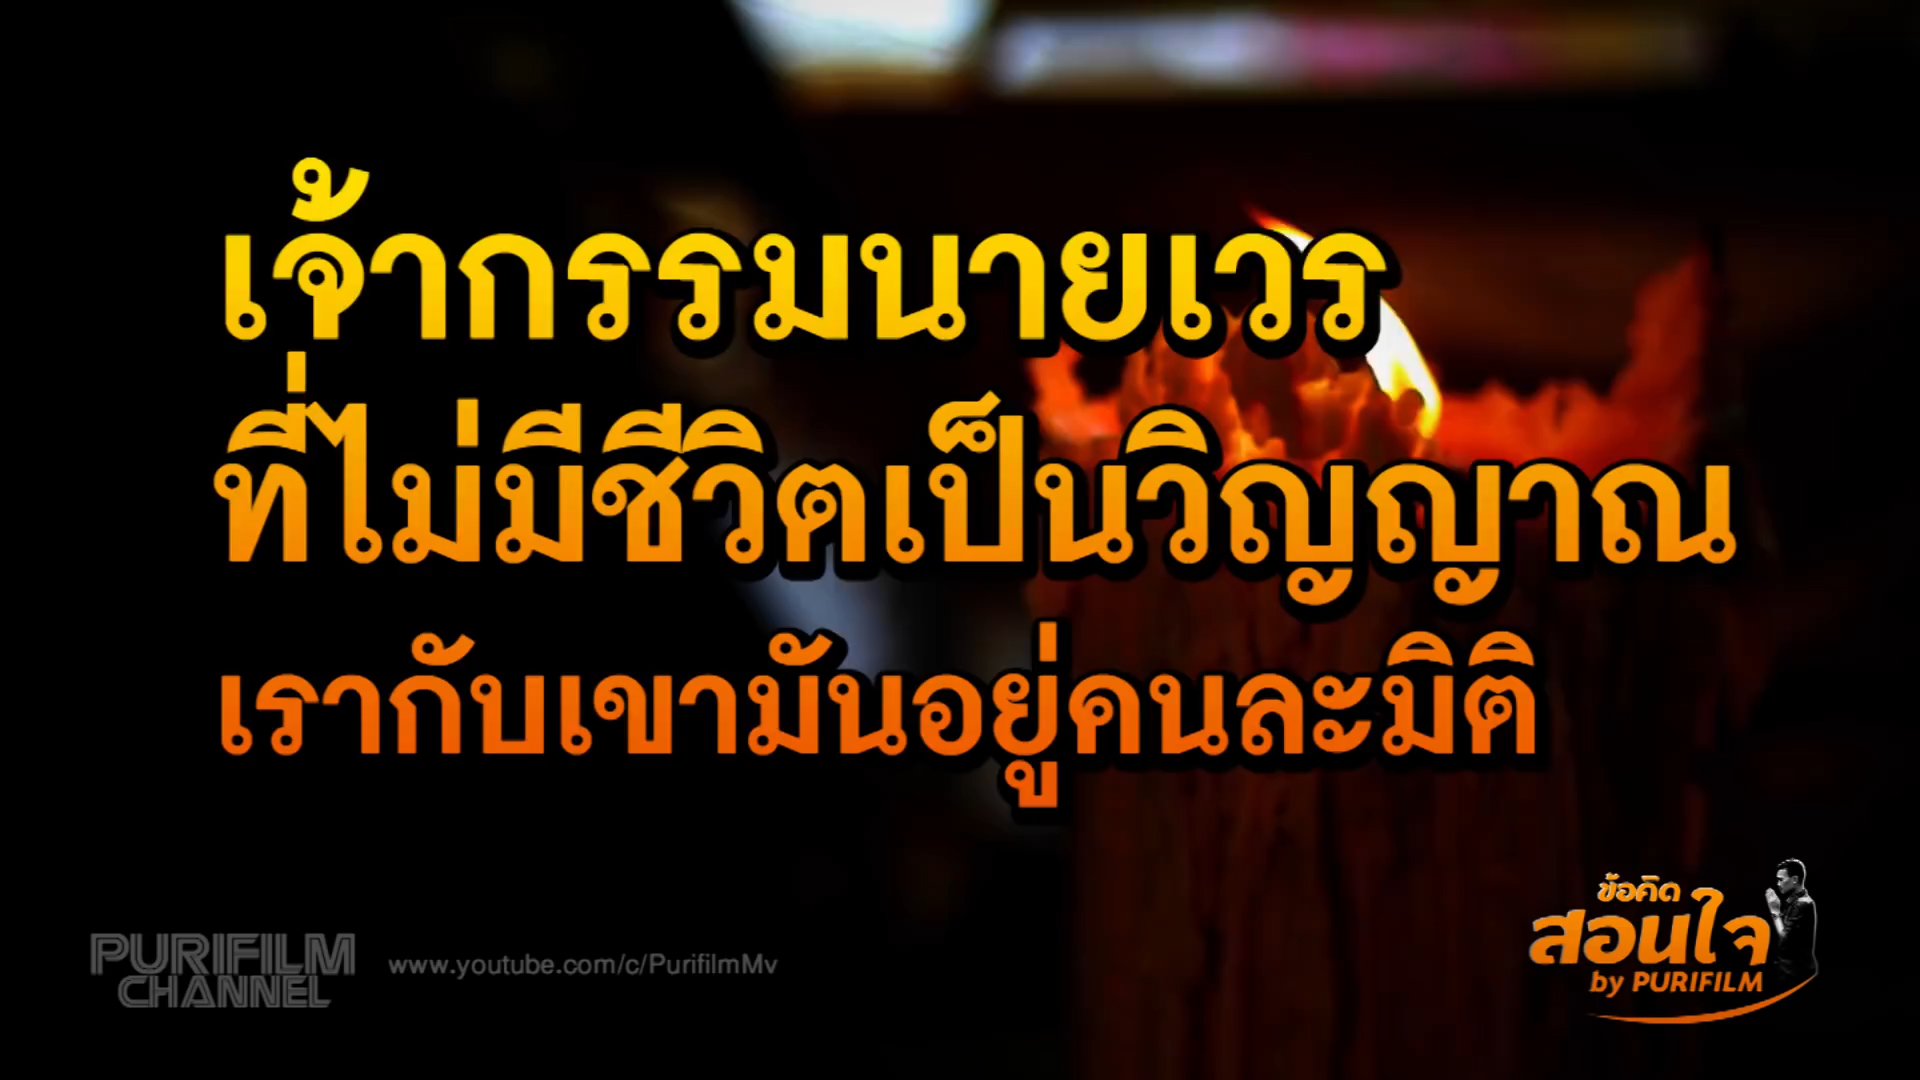 เจ้ากรรมนายเวร
ที่ไม่มีชีวิตเป็นวิญญาณ
เรากับเขามันอยู่คนละมิติ
ข้อคิด
สอนใจ
by PURIFILM
PURIFILM
CHANNEL
www.youtube.com/c/PurifilmMv